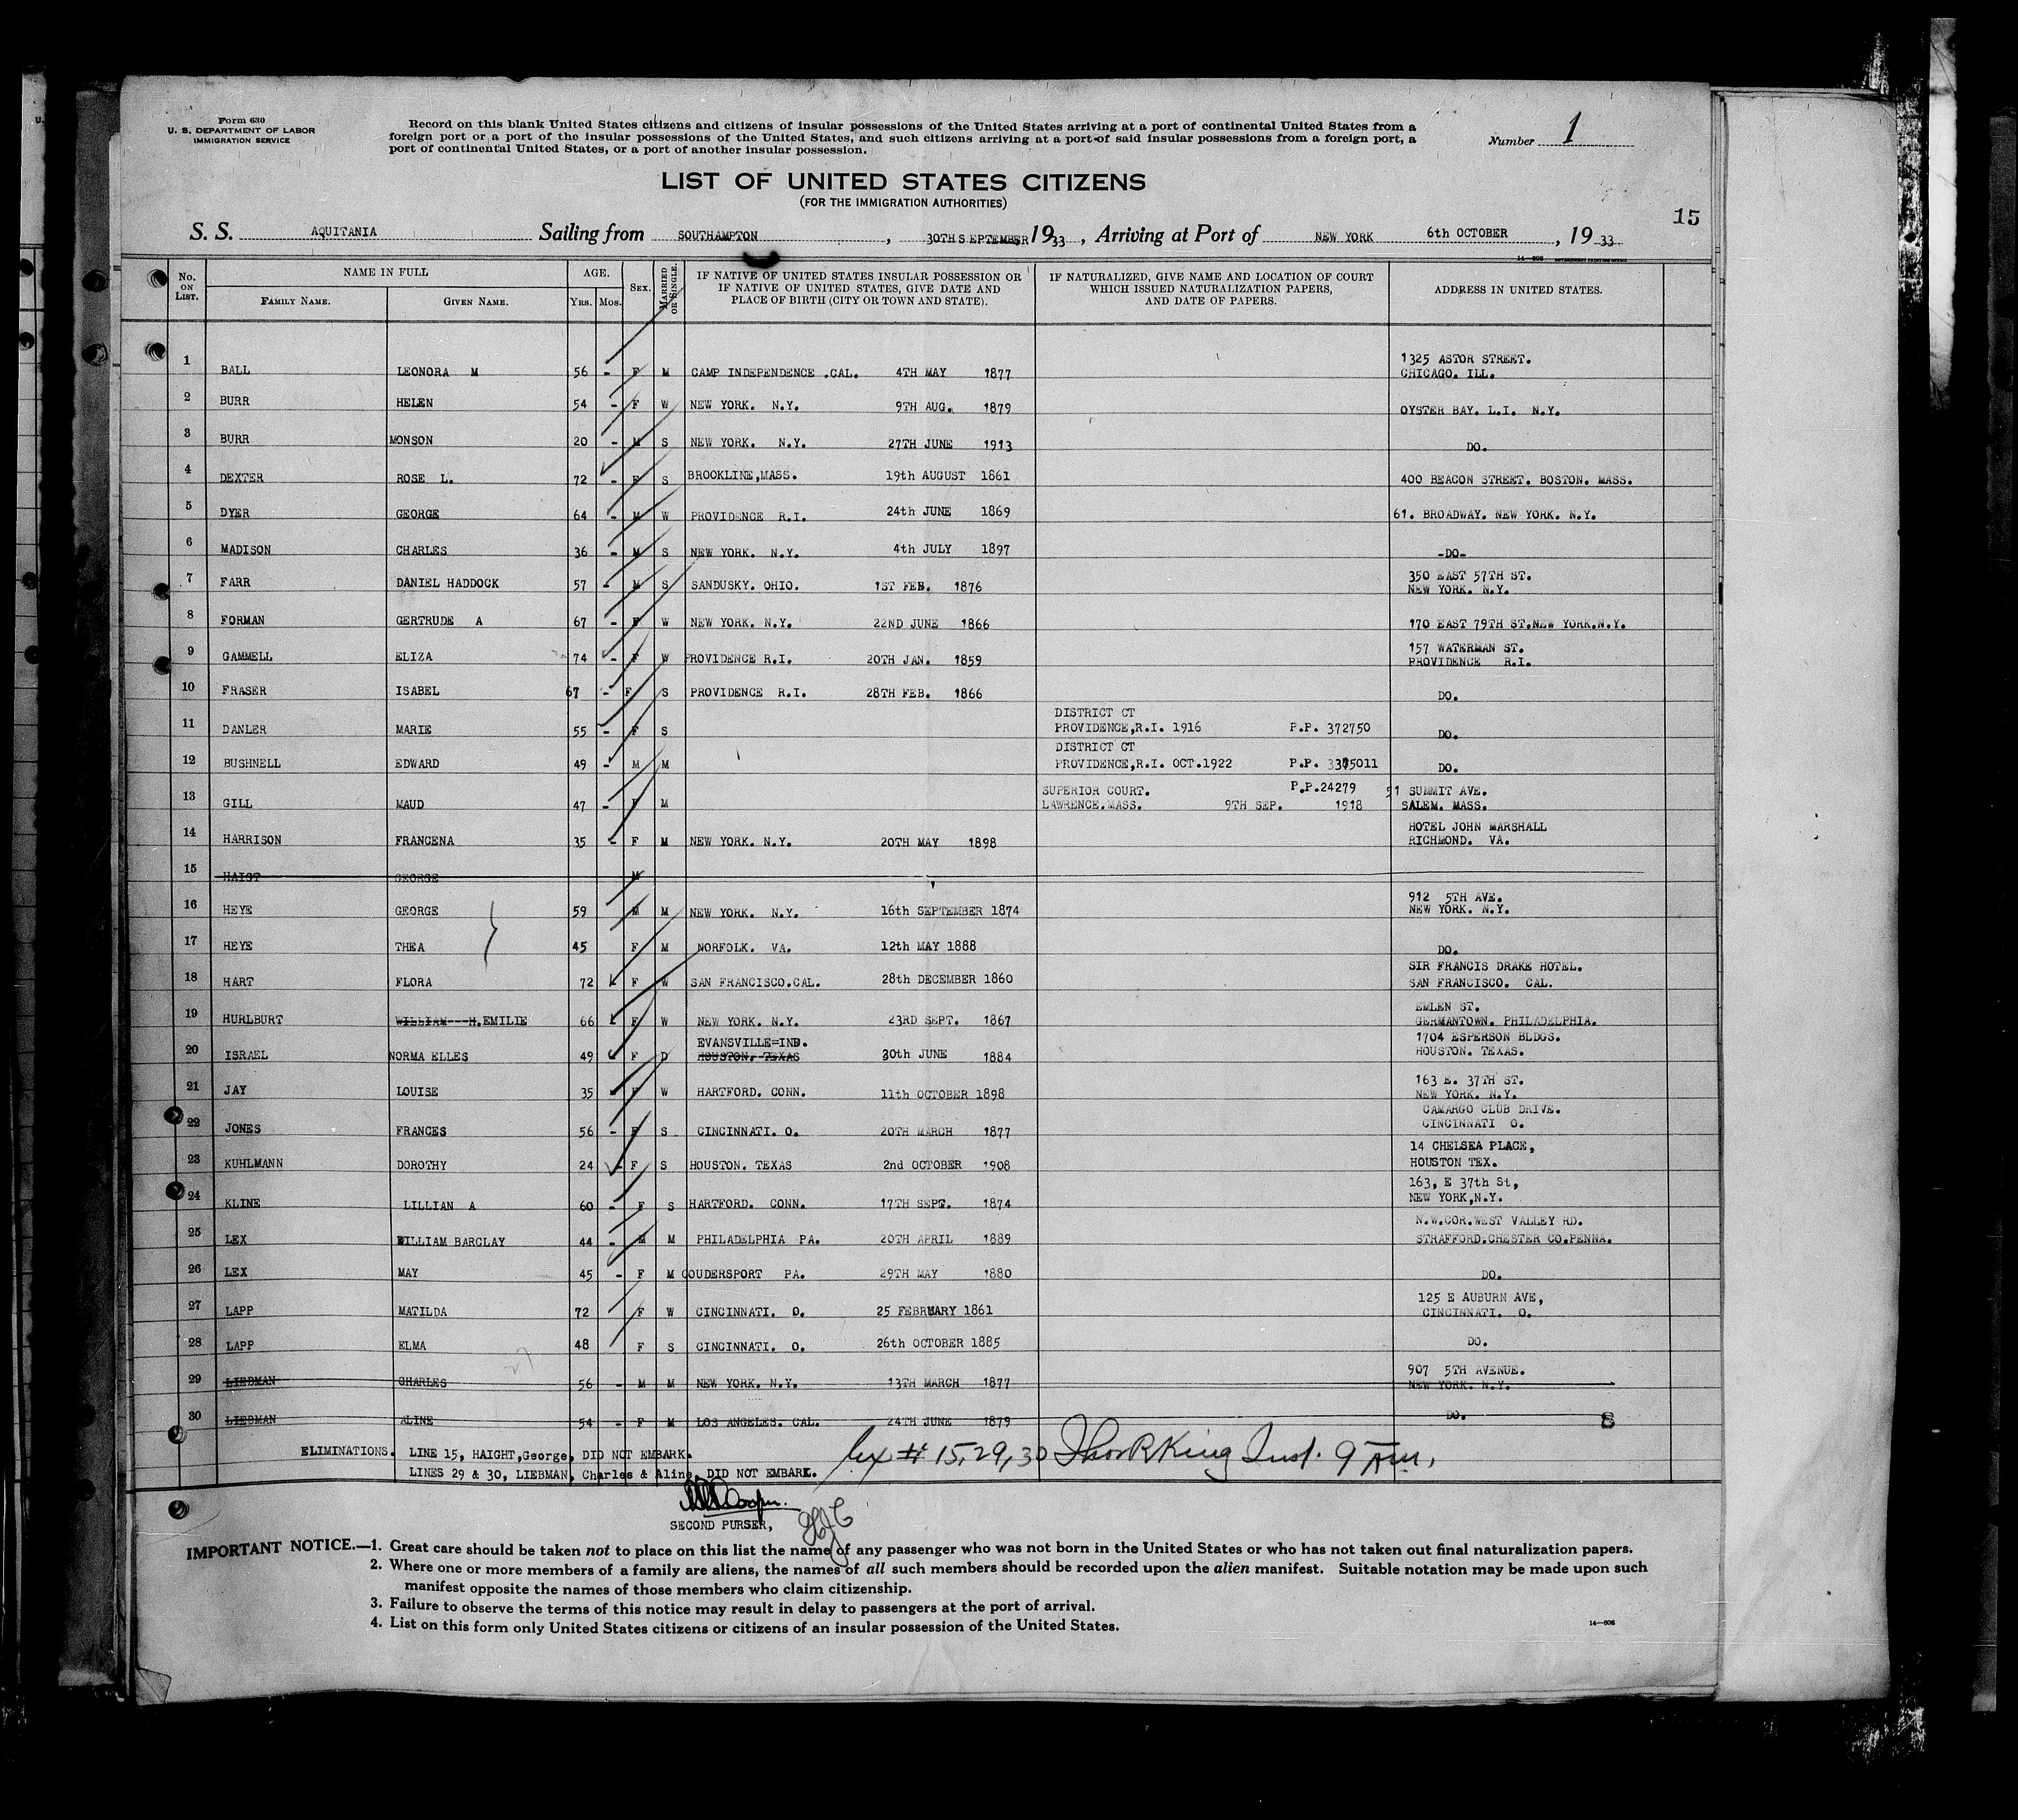 Form 630
U. S. DEPARTMENT OF LABOR
IMMIGRATION SERVICE
Record on this blank United States citizens and citizens of insular possessions of the United States arriving at a port of continental United States from a
foreign port or a port of the insular possessions of the United States, and such citizens arriving at a port of said insular possessions from a foreign port, a
port of continental United States, or a port of another insular possession.
Number 1
LIST OF UNITED STATES CITIZENS
(FOR THE IMMIGRATION AUTHORITIES)
15
S. S. AQUITANIA Sailing from SOUTHAMPTON , 30TH SEPTEMBER 1933 , Arriving at Port of NEW YORK 6th OCTOBER , 19 33
14-608
No. ON LIST. NAME IN FULL AGE. SEX. MARRIED OR SINGLE. IF NATIVE OF UNITED STATES INSULAR POSSESSION OR IF NATIVE OF UNITED STATES, GIVE DATE AND PLACE OF BIRTH (CITY OR TOWN AND STATE). IF NATURALIZED, GIVE NAME AND LOCATION OF COURT WHICH ISSUED NATURALIZATION PAPERS, AND DATE OF PAPERS. ADDRESS IN UNITED STATES.
FAMILY NAME. GIVEN NAME. YRS. MOS.
1 BALL LEONORA M 56 - F M CAMP INDEPENDENCE .CAL. 4TH MAY 1877 1325 ASTOR STREET. CHICAGO. ILL.
2 BURR HELEN 54 - F W NEW YORK. N.Y. 9TH AUG. 1879 OYSTER BAY. L.I. N.Y.
3 BURR MONSON 20 - M S NEW YORK. N.Y. 27TH JUNE 1913 DO.
4 DEXTER ROSE L. 72 - F S BROCKLINE,MASS. 19th AUGUST 1861 400 BEACON STREET. BOSTON. MASS.
5 DYER GEORGE 64 - M W PROVIDENCE R.I. 24th JUNE 1869 61. BROADWAY. NEW YORK. N.Y.
6 MADISON CHARLES 36 - M S NEW YORK. N.Y. 4th JULY 1897 -DO-
7 FARR DANIEL HADDOCK 57 - M S SANDUSKY. OHIO. 1ST FEB. 1876 350 EAST 57TH ST. NEW YORK. N.Y.
8 FORMAN GERTRUDE A 67 - F W NEW YORK. N.Y. 22ND JUNE 1866 170 EAST 79TH ST.NEW YORK.N.Y.
9 GAMMELL ELIZA 74 - F W PROVIDENCE R.I. 20TH JAN. 1859 157 WATERMAN ST. PROVIDENCE R.I.
10 FRASER ISABEL 67 - F S PROVIDENCE R.I. 28TH FEB. 1866 DO.
11 DANLER MARIE 55 - F S DISTRICT CT PROVIDENCE,R.I. 1916 P.P. 372750 DO.
12 BUSHNELL EDWARD 49 - M M DISTRICT CT PROVIDENCE,R.I. OCT.1922 P.P. 3375011 DO.
13 GILL MAUD 47 - F M SUPERIOR COURT. LAWRENCE.MASS. 9TH SEP. 1918 P.P.24279 51 SUMMIT AVE. SALEM. MASS.
14 HARRISON FRANCENA 35 - F M NEW YORK. N.Y. 20TH MAY 1898 HOTEL JOHN MARSHALL RICHMOND. VA.
15 HAIGT GEORGE M
16 HEYE GEORGE 59 M M NEW YORK. N.Y. 16th SEPTEMBER 1874 912 5TH AVE. NEW YORK. N.Y.
17 HEYE THEA 45 F M NORFOLK. VA. 12th MAY 1888 DO.
18 HART FLORA 72 F W SAN FRANCISCO.CAL. 28th DECEMBER 1860 SIR FRANCIS DRAKE HOTEL. SAN FRANCISCO. CAL.
19 HURLBURT WILLIAM---H.EMILIE 66 F W NEW YORK. N.Y. 23RD SEPT. 1867 EMLEN ST. GERMANTOWN. PHILADELPHIA.
20 ISRAEL NORMA ELLES 49 F D EVANSVILLE=IND. HOUSTON. TEXAS 30th JUNE 1884 1704 ESPERSON BLDGS. HOUSTON. TEXAS.
21 JAY LOUISE 35 F W HARTFORD. CONN. 11th OCTOBER 1898 163 E. 37TH ST. NEW YORK. N.Y.
22 JONES FRANCES 56 - F S CINCINNATI. O. 20TH MARCH 1877 CAMARGO CLUB DRIVE. CINCINNATI O.
23 KUHLMANN DOROTHY 24 - F S HOUSTON. TEXAS 2nd OCTOBER 1908 14 CHELSEA PLACE, HOUSTON TEX.
24 KLINE LILLIAN A 60 - F S HARTFORD. CONN. 17TH SEPT. 1874 163, E 37th St, NEW YORK,N.Y.
25 LEX WILLIAM BARCLAY 44 - M M PHILADELPHIA PA. 20TH APRIL 1889 N.W.COR.WEST VALLEY RD. STRAFFORD.CHESTER CO.PENNA.
26 LEX MAY 45 - F M COUDERSPORT PA. 29TH MAY 1880 DO.
27 LAPP MATILDA 72 F W CINCINNATI. O. 25 FEBRUARY 1861 125 E AUBURN AVE, CINCINNATI. O.
28 LAPP ELMA 48 F S CINCINNATI. O. 26th OCTOBER 1885 DO.
29 LIEBMAN CHARLES 56 - M M NEW YORK. N.Y. 13TH MARCH 1877 907 5TH AVENUE. NEW YORK. N.Y.
30 LIEBMAN ALINE 54 - F M LOS ANGELES. CAL. 24TH JUNE 1879 DO. 8
ELIMINATIONS. LINE 15, HAIGHT,George, DID NOT EMBARK.
LINES 29 & 30, LIEBMAN, Charles & Aline, DID NOT EMBARK.
# 15, 29, 30 Thos R King Inst. 9 AM.
SECOND PURSER,
IMPORTANT NOTICE.—1. Great care should be taken not to place on this list the name of any passenger who was not born in the United States or who has not taken out final naturalization papers.
2. Where one or more members of a family are aliens, the names of all such members should be recorded upon the alien manifest. Suitable notation may be made upon such
manifest opposite the names of those members who claim citizenship.
3. Failure to observe the terms of this notice may result in delay to passengers at the port of arrival.
4. List on this form only United States citizens or citizens of an insular possession of the United States.
14—608